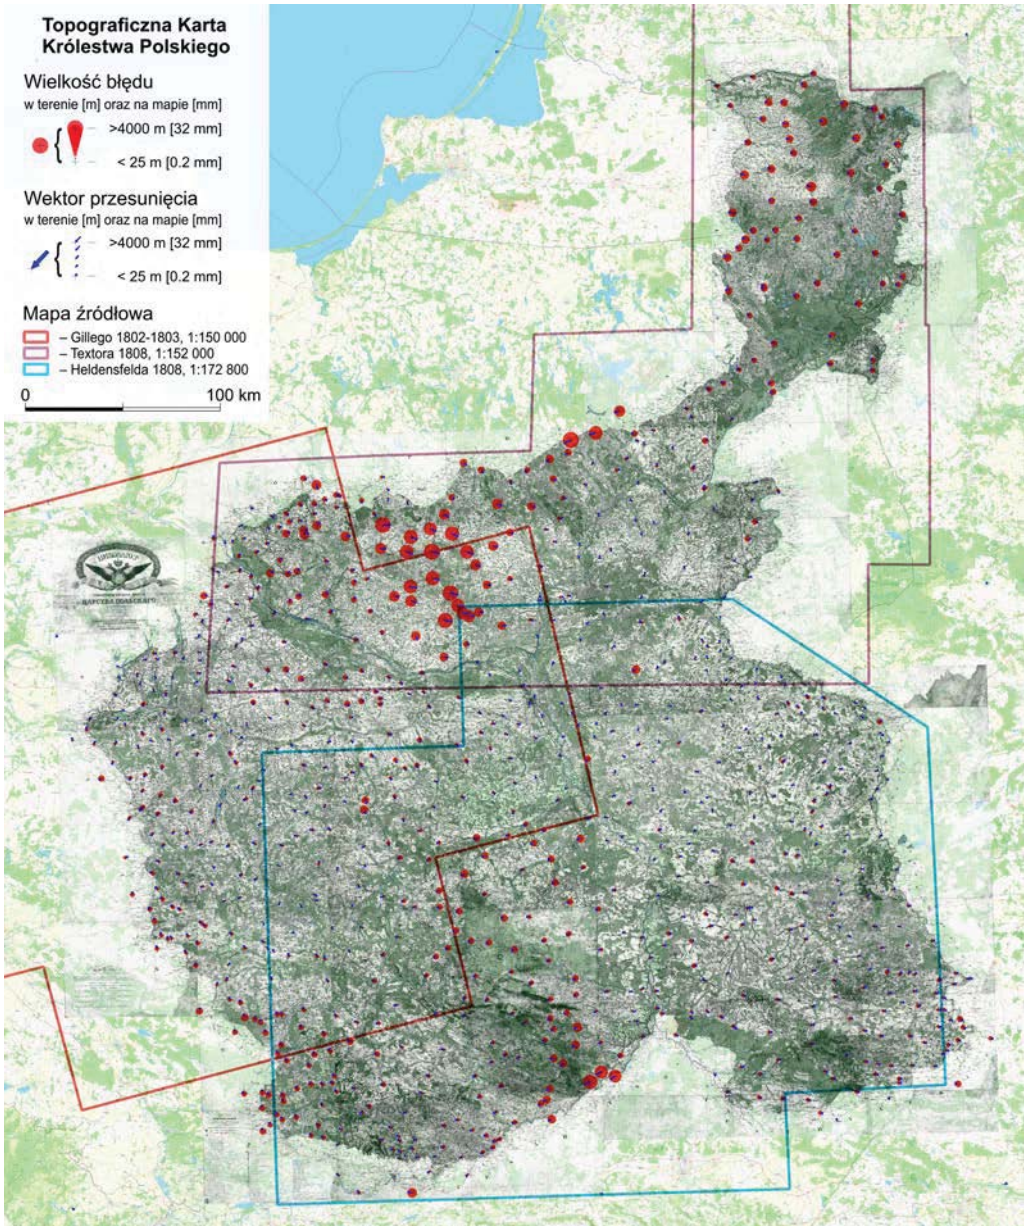 Topograficzna Karta
Królestwa Polskiego
Wielkość błędu
w terenie [m] oraz na mapie [mm]
>4000 m [32 mm]
< 25 m [0.2 mm]
Wektor przesunięcia
w terenie [m] oraz na mapie [mm]
>4000 m [32 mm]
< 25 m [0.2 mm]
Mapa źródłowa
– Gillego 1802-1803, 1:150 000
– Textora 1808, 1:152 000
– Heldensfelda 1808, 1:172 800
0 100 km